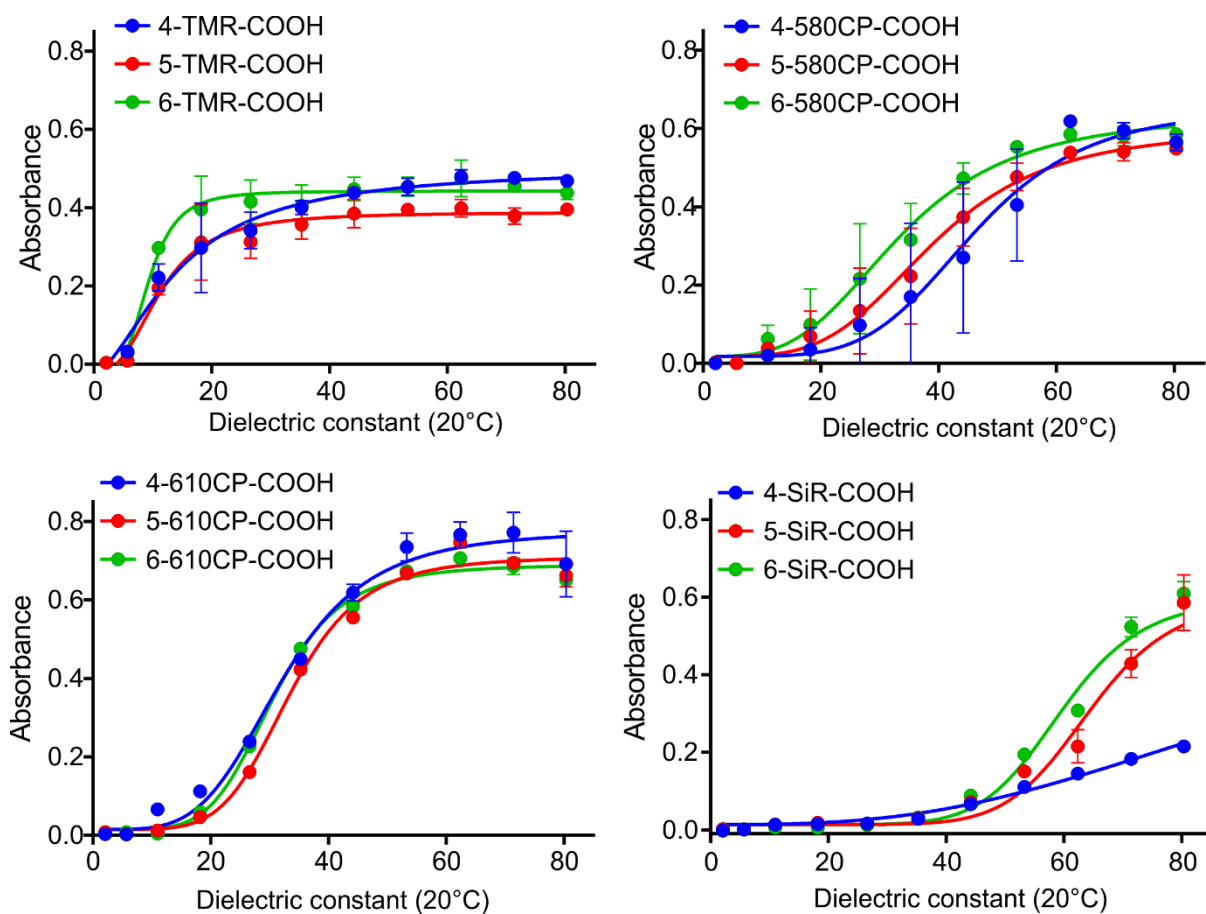 4-TMR-COOH
5-TMR-COOH
6-TMR-COOH
0.8
0.6
0.4
0.2
0.0
0 20 40 60 80
Absorbance
Dielectric constant (20°C)
4-580CP-COOH
5-580CP-COOH
6-580CP-COOH
0.8
0.6
0.4
0.2
0.0
0 20 40 60 80
Absorbance
Dielectric constant (20°C)
4-610CP-COOH
5-610CP-COOH
6-610CP-COOH
0.8
0.6
0.4
0.2
0.0
0 20 40 60 80
Absorbance
Dielectric constant (20°C)
4-SiR-COOH
5-SiR-COOH
6-SiR-COOH
0.8
0.6
0.4
0.2
0.0
0 20 40 60 80
Absorbance
Dielectric constant (20°C)